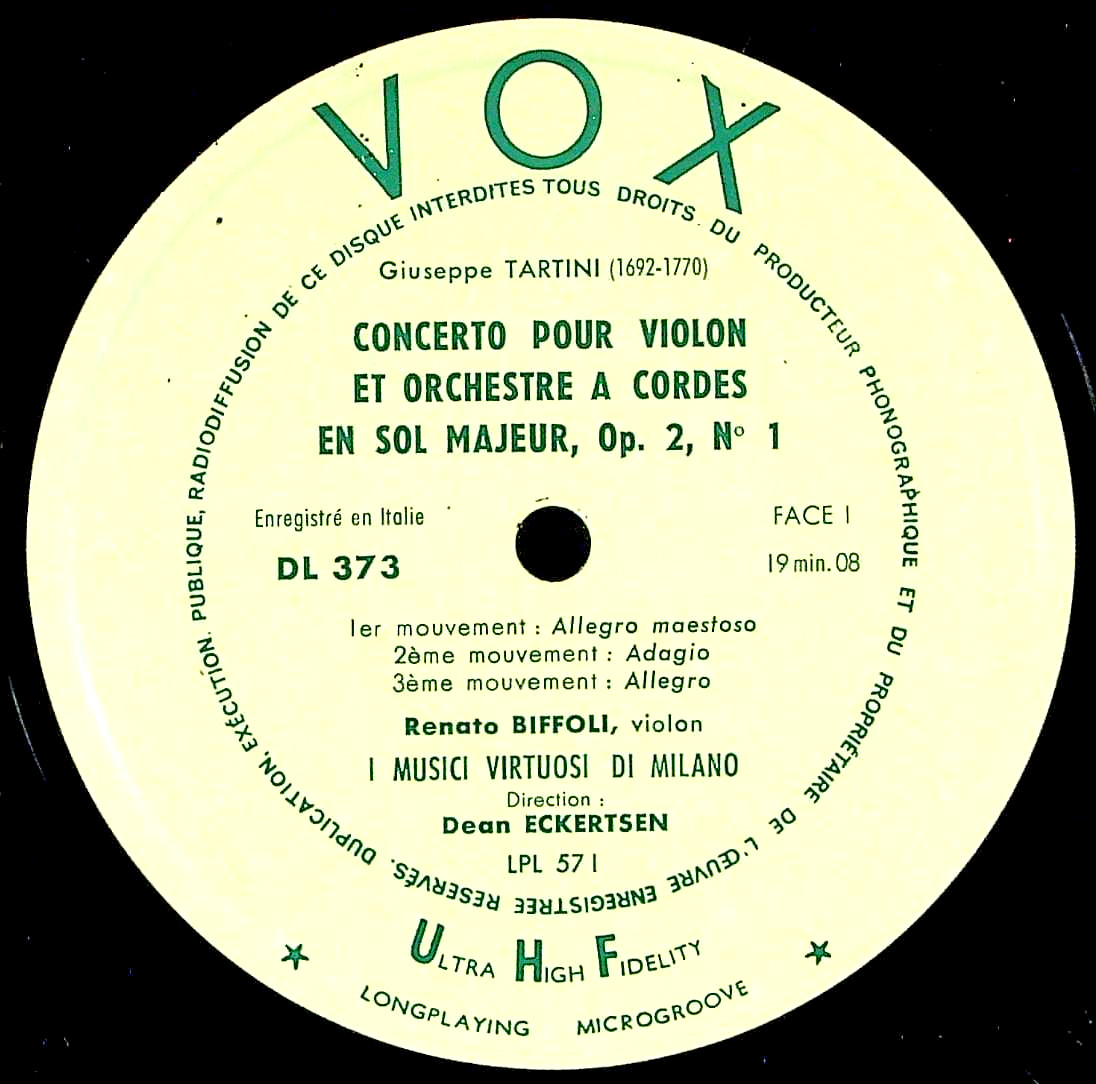 VOX
TOUS DROITS DU PRODUCTEUR PHONOGRAPHIQUE ET DU PROPRIÉTAIRE DE L'ŒUVRE ENREGISTREE RESERVÉS. DUPLICATION, EXÉCUTION PUBLIQUE, RADIODIFFUSION DE CE DISQUE INTERDITES
Giuseppe TARTINI (1692-1770)
CONCERTO POUR VIOLON
ET ORCHESTRE A CORDES
EN SOL MAJEUR, Op. 2, N° 1
Enregistré en Italie
FACE I
DL 373
19 min. 08
1er mouvement : Allegro maestoso
2ème mouvement : Adagio
3ème mouvement : Allegro
Renato BIFFOLI, violon
I MUSICI VIRTUOSI DI MILANO
Direction :
Dean ECKERTSEN
LPL 571
ULTRA HIGH FIDELITY
LONGPLAYING MICROGROOVE